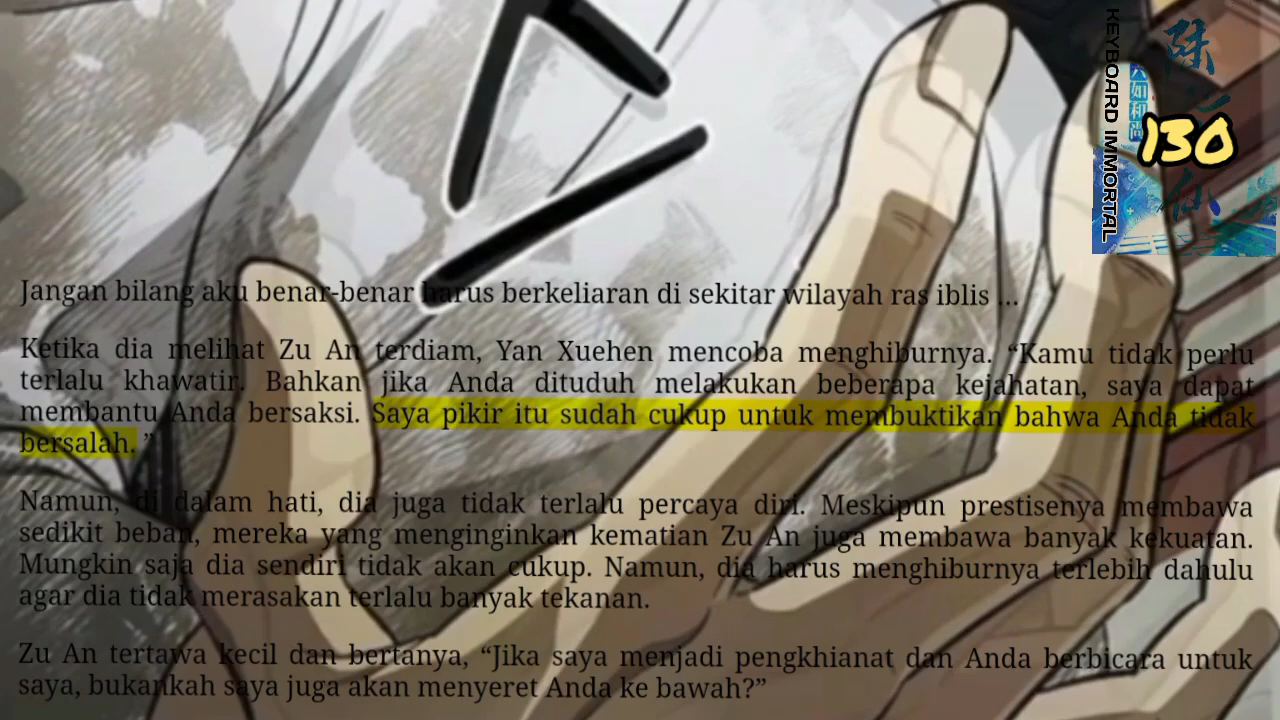 KEYBOARD IMMORTAL
130
大如和尚
仙
Jangan bilang aku benar-benar harus berkeliaran di sekitar wilayah ras iblis ...
Ketika dia melihat Zu An terdiam, Yan Xuehen mencoba menghiburnya. “Kamu tidak perlu
terlalu khawatir. Bahkan jika Anda dituduh melakukan beberapa kejahatan, saya dapat
membantu Anda bersaksi. Saya pikir itu sudah cukup untuk membuktikan bahwa Anda tidak
bersalah. ”
Namun, di dalam hati, dia juga tidak terlalu percaya diri. Meskipun prestisenya membawa
sedikit beban, mereka yang menginginkan kematian Zu An juga membawa banyak kekuatan.
Mungkin saja dia sendiri tidak akan cukup. Namun, dia harus menghiburnya terlebih dahulu
agar dia tidak merasakan terlalu banyak tekanan.
Zu An tertawa kecil dan bertanya, “Jika saya menjadi pengkhianat dan Anda berbicara untuk
saya, bukankah saya juga akan menyeret Anda ke bawah?”